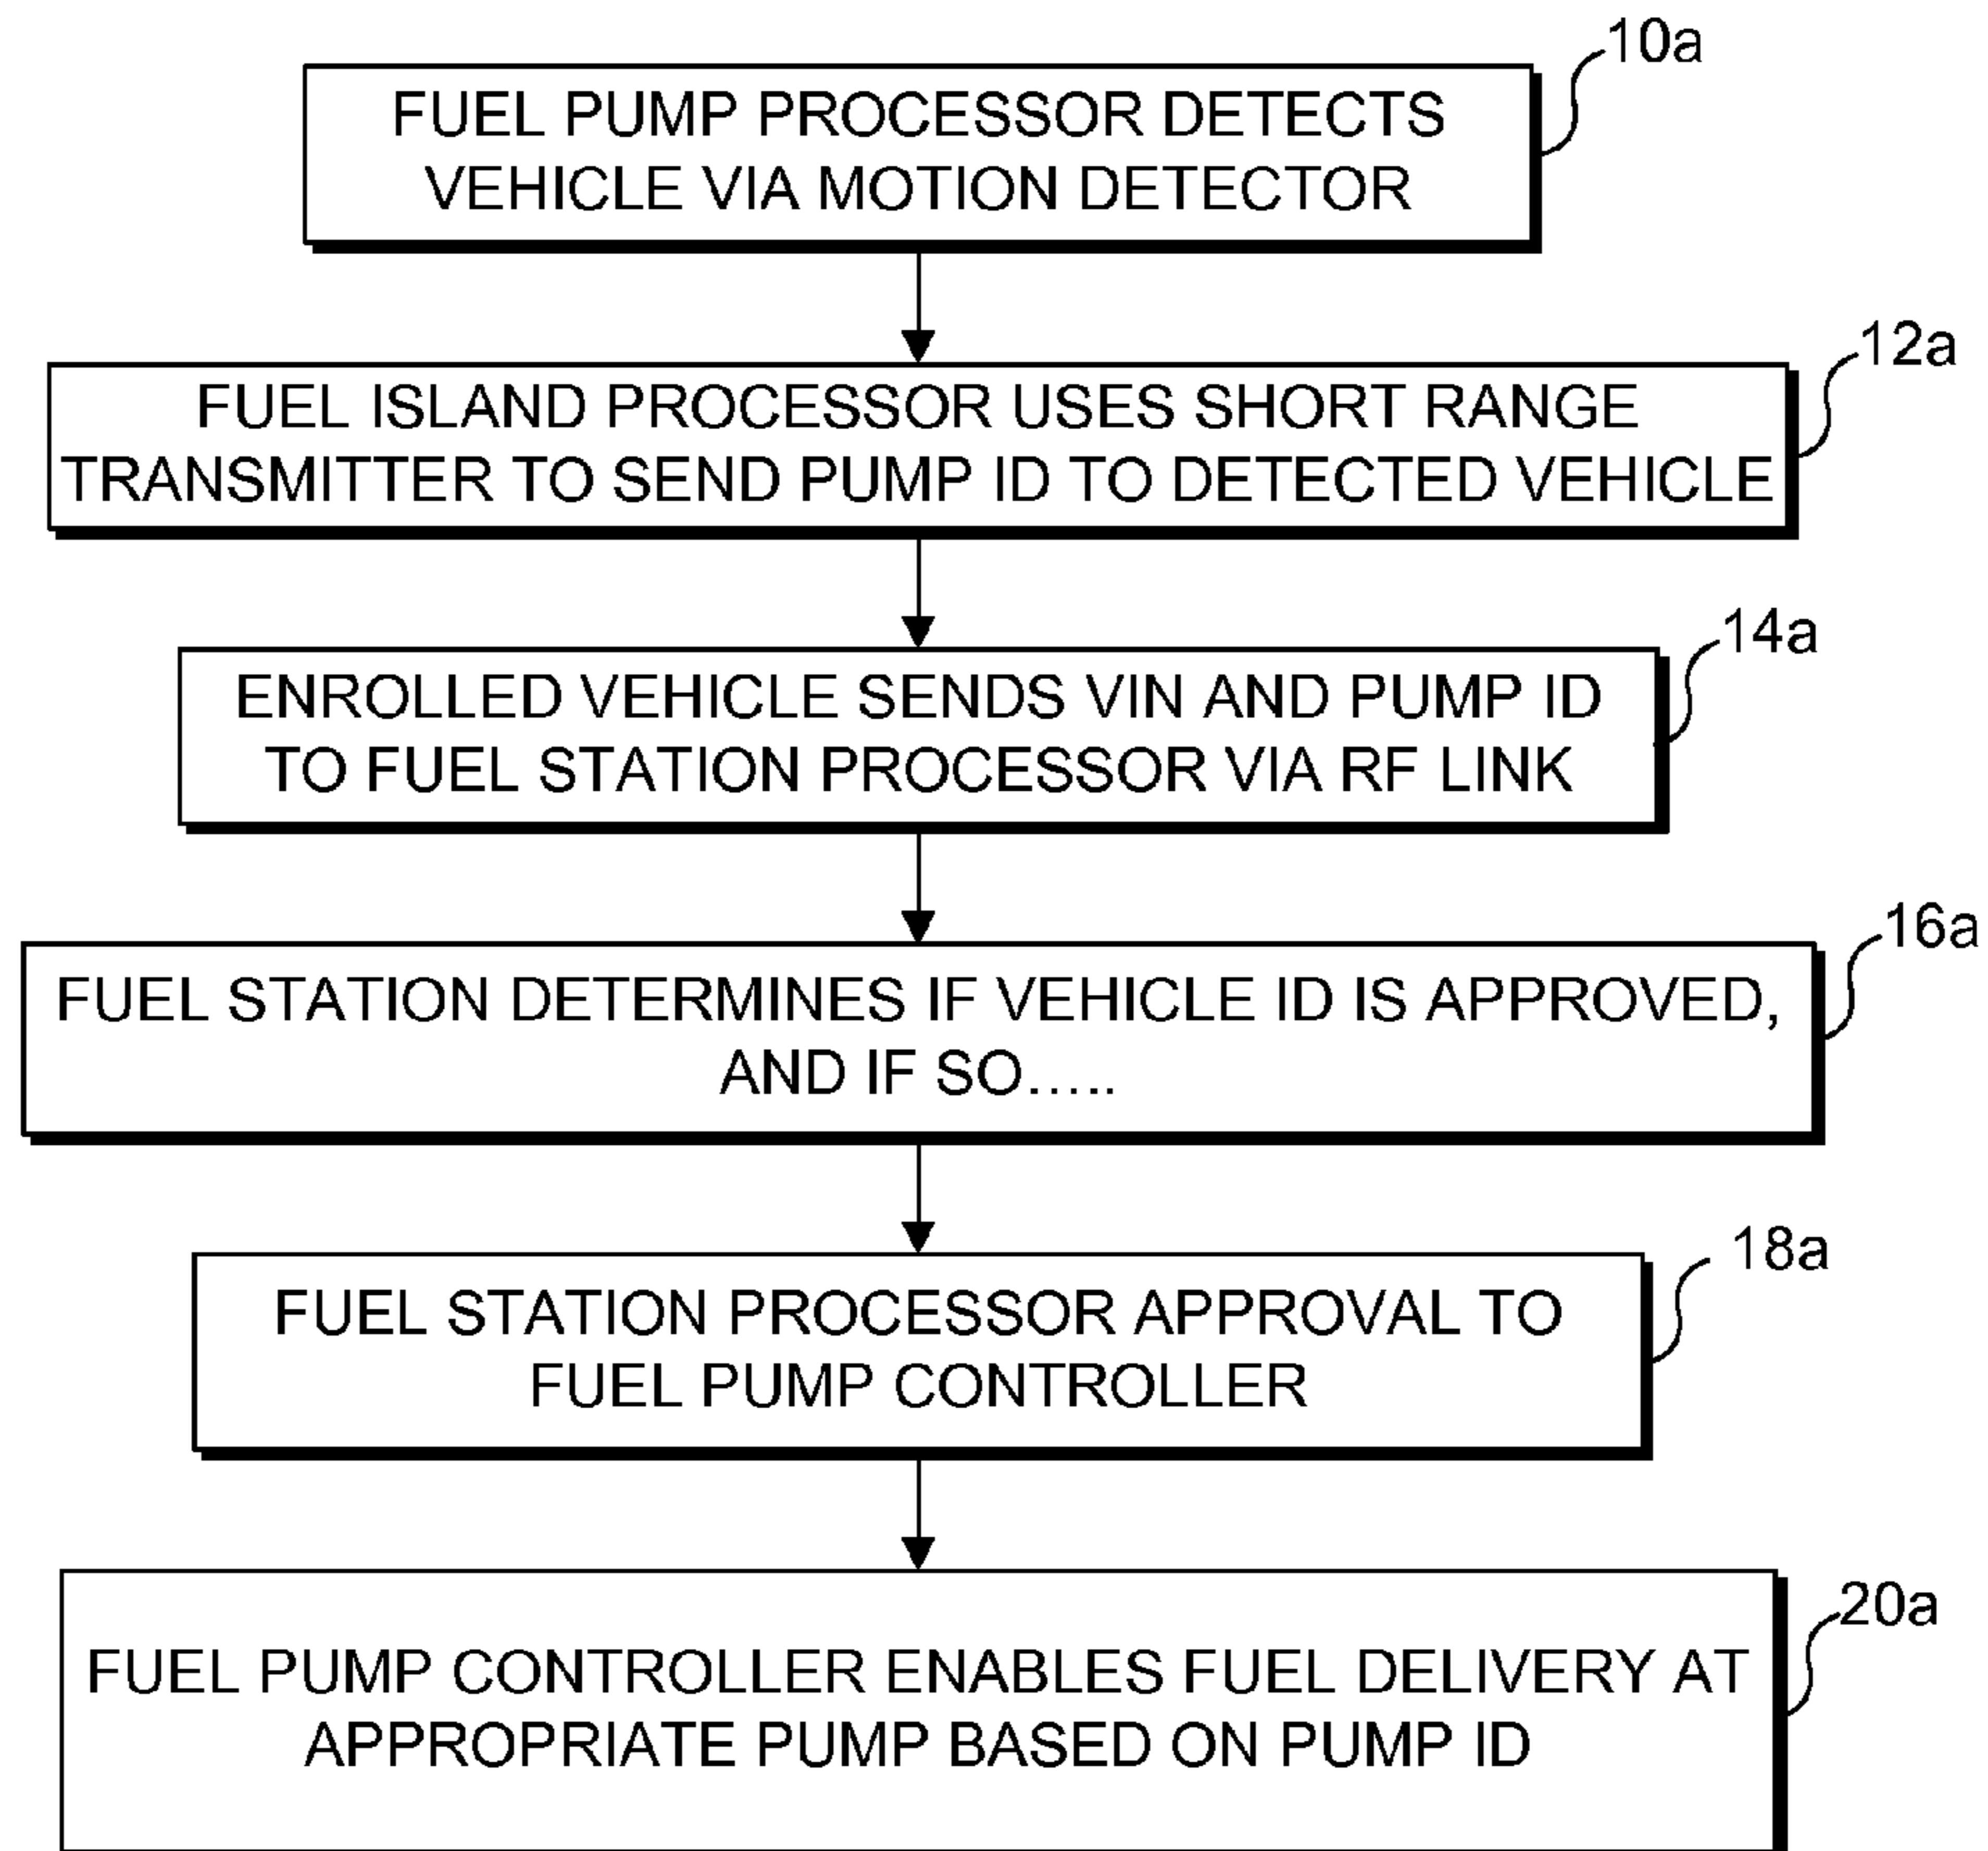 10a
FUEL PUMP PROCESSOR DETECTS
VEHICLE VIA MOTION DETECTOR
12a
FUEL ISLAND PROCESSOR USES SHORT RANGE
TRANSMITTER TO SEND PUMP ID TO DETECTED VEHICLE
14a
ENROLLED VEHICLE SENDS VIN AND PUMP ID
TO FUEL STATION PROCESSOR VIA RF LINK
16a
FUEL STATION DETERMINES IF VEHICLE ID IS APPROVED,
AND IF SO.....
18a
FUEL STATION PROCESSOR APPROVAL TO
FUEL PUMP CONTROLLER
20a
FUEL PUMP CONTROLLER ENABLES FUEL DELIVERY AT
APPROPRIATE PUMP BASED ON PUMP ID